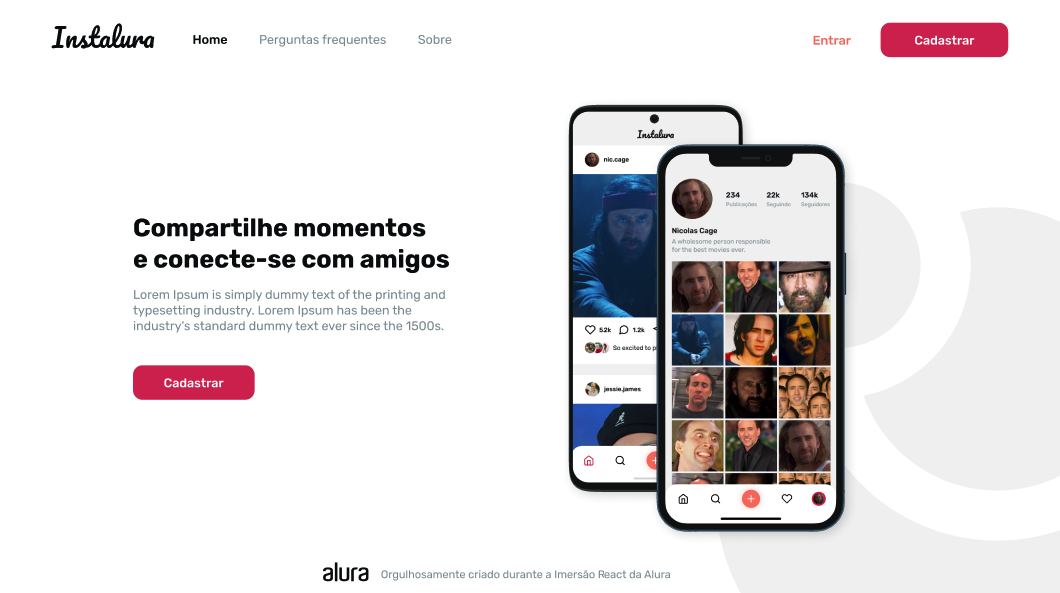 Instalura
Home
Perguntas frequentes
Sobre
Entrar
Cadastrar
Compartilhe momentos
e conecte-se com amigos
Lorem Ipsum is simply dummy text of the printing and
typesetting industry. Lorem Ipsum has been the
industry's standard dummy text ever since the 1500s.
Cadastrar
Instalura
nic.cage
5.2k
1.2k
So excited to p
jessie.james
234
22k
134k
Publicações
Seguindo
Seguidores
Nicolas Cage
A wholesome person responsible
for the best movies ever.
alura
Orgulhosamente criado durante a Imersão React da Alura